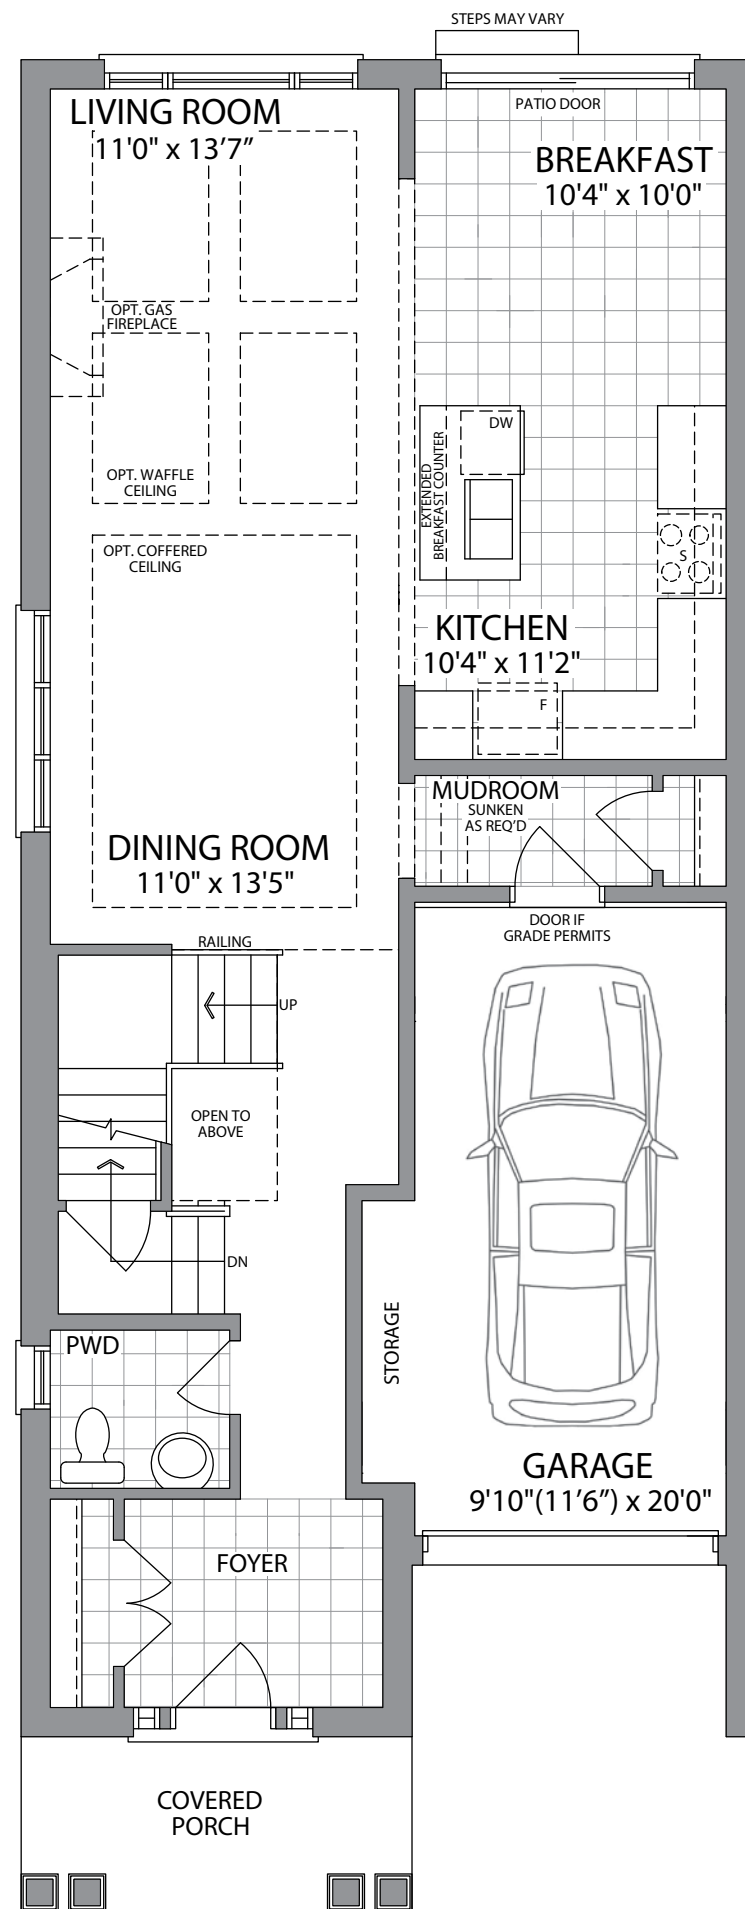 STEPS MAY VARY
PATIO DOOR
LIVING ROOM
11'0" x 13'7"
BREAKFAST
10'4" x 10'0"
OPT. GAS
FIREPLACE
OPT. WAFFLE
CEILING
DW
EXTENDED
BREAKFAST COUNTER
S
OPT. COFFERED
CEILING
KITCHEN
10'4" x 11'2"
F
MUDROOM
SUNKEN
AS REQ'D
DINING ROOM
11'0" x 13'5"
DOOR IF
GRADE PERMITS
RAILING
UP
OPEN TO
ABOVE
DN
STORAGE
PWD
GARAGE
9'10"(11'6") x 20'0"
FOYER
COVERED
PORCH